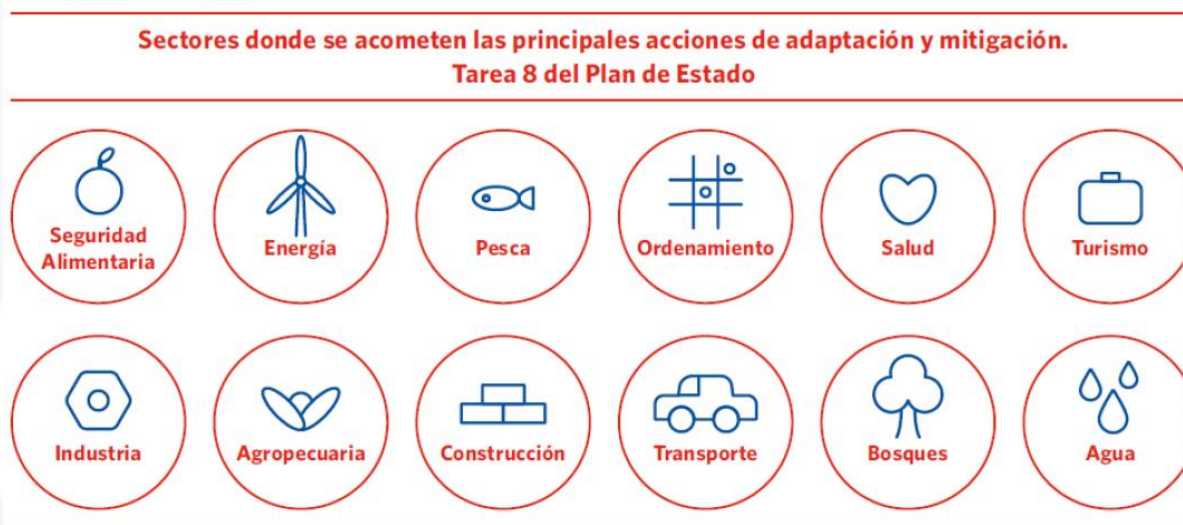 Sectores donde se acometen las principales acciones de adaptación y mitigación.
Tarea 8 del Plan de Estado
Seguridad
Alimentaria
Energía
Pesca
Ordenamiento
Salud
Turismo
Industria
Agropecuaria
Construcción
Transporte
Bosques
Agua